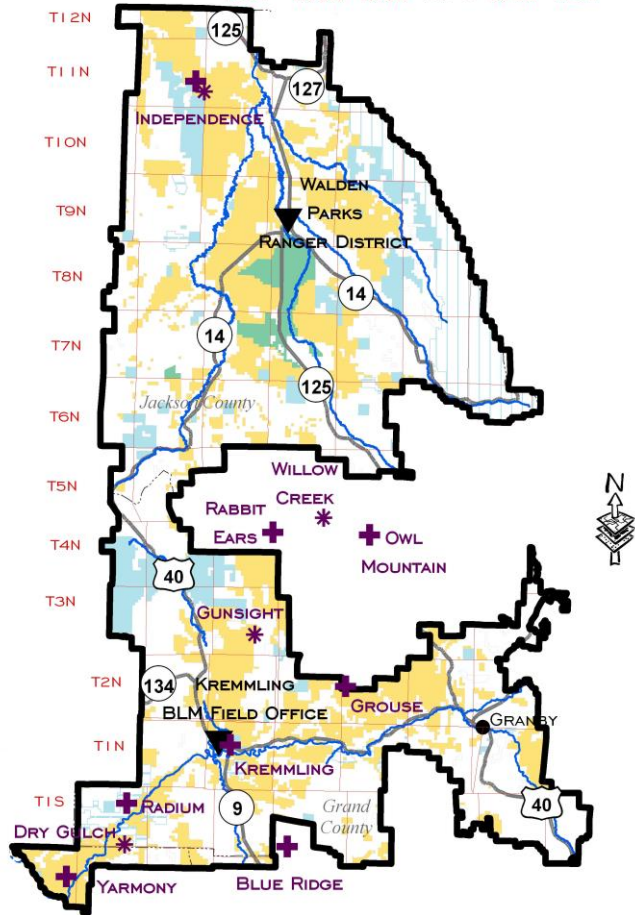 T12N
125
T11N
127
INDEPENDENCE
T10N
WALDEN
T9N
PARKS
RANGER DISTRICT
T8N
14
14
T7N
125
Jackson County
T6N
WILLOW
T5N
CREEK
RABBIT
EARS
OWL
MOUNTAIN
N
T4N
40
T3N
GUNSIGHT
T2N
134
KREMMLING
GROUSE
BLM FIELD OFFICE
GRANBY
T1N
KREMMLING
T1S
RADIUM
9
Grand
County
40
DRY GULCH
YARMONY
BLUE RIDGE